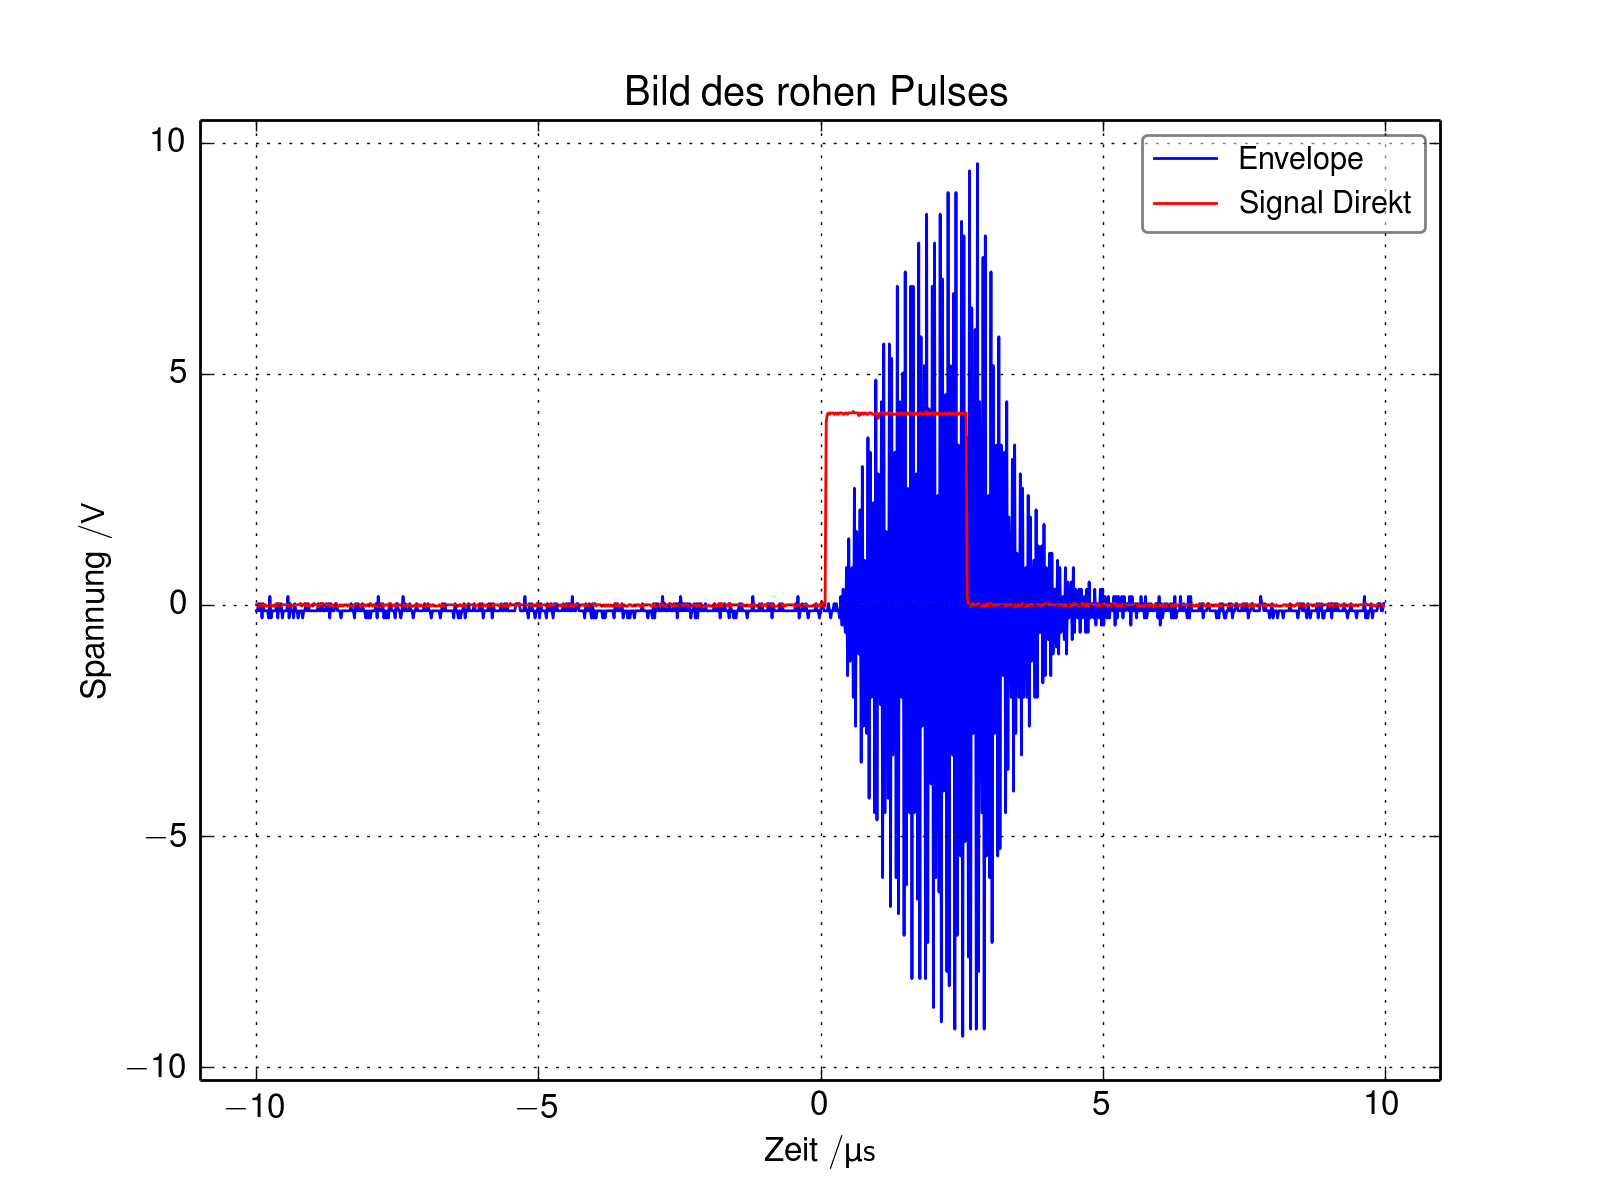 Bild des rohen Pulses
Envelope
Signal Direkt
10
5
0
−5
−10
Spannung /V
−10
−5
0
5
10
Zeit /µs